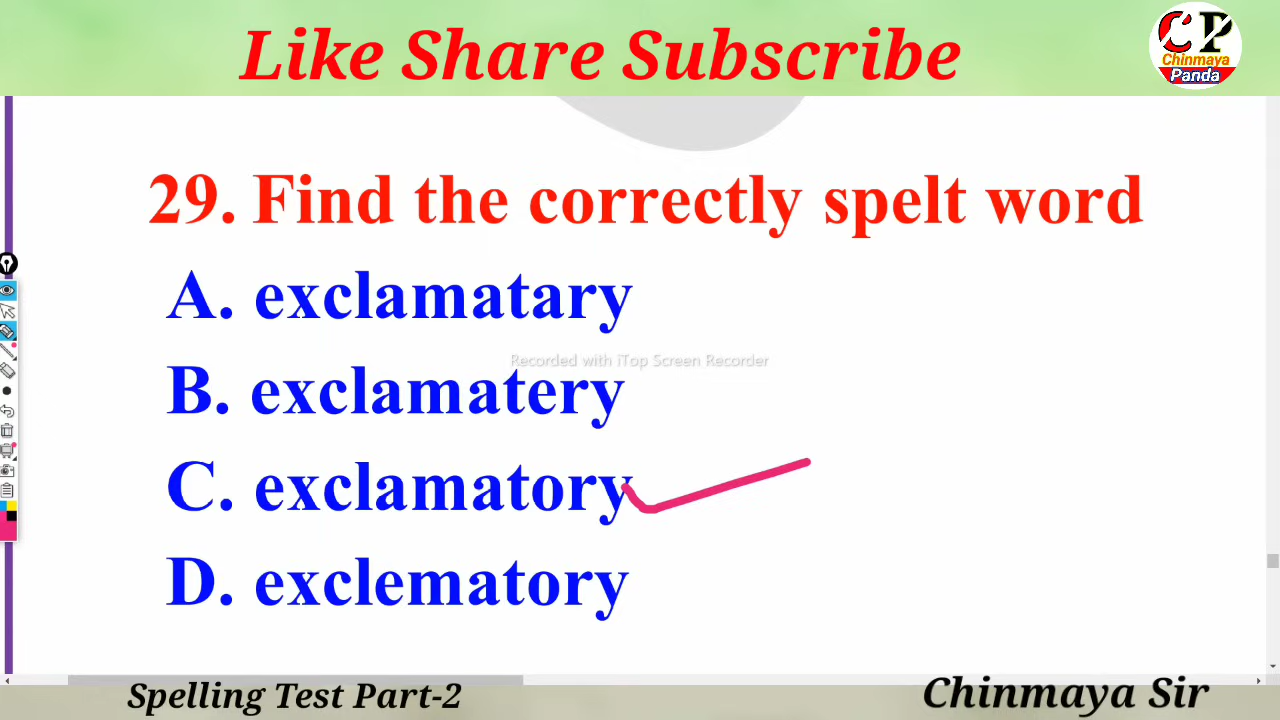 Like Share Subscribe
CP
Chinmaya
Panda
29. Find the correctly spelt word
A. exclamatary
Recorded with iTop Screen Recorder
B. exclamatery
C. exclamatory
D. exclematory
Spelling Test Part-2
Chinmaya Sir